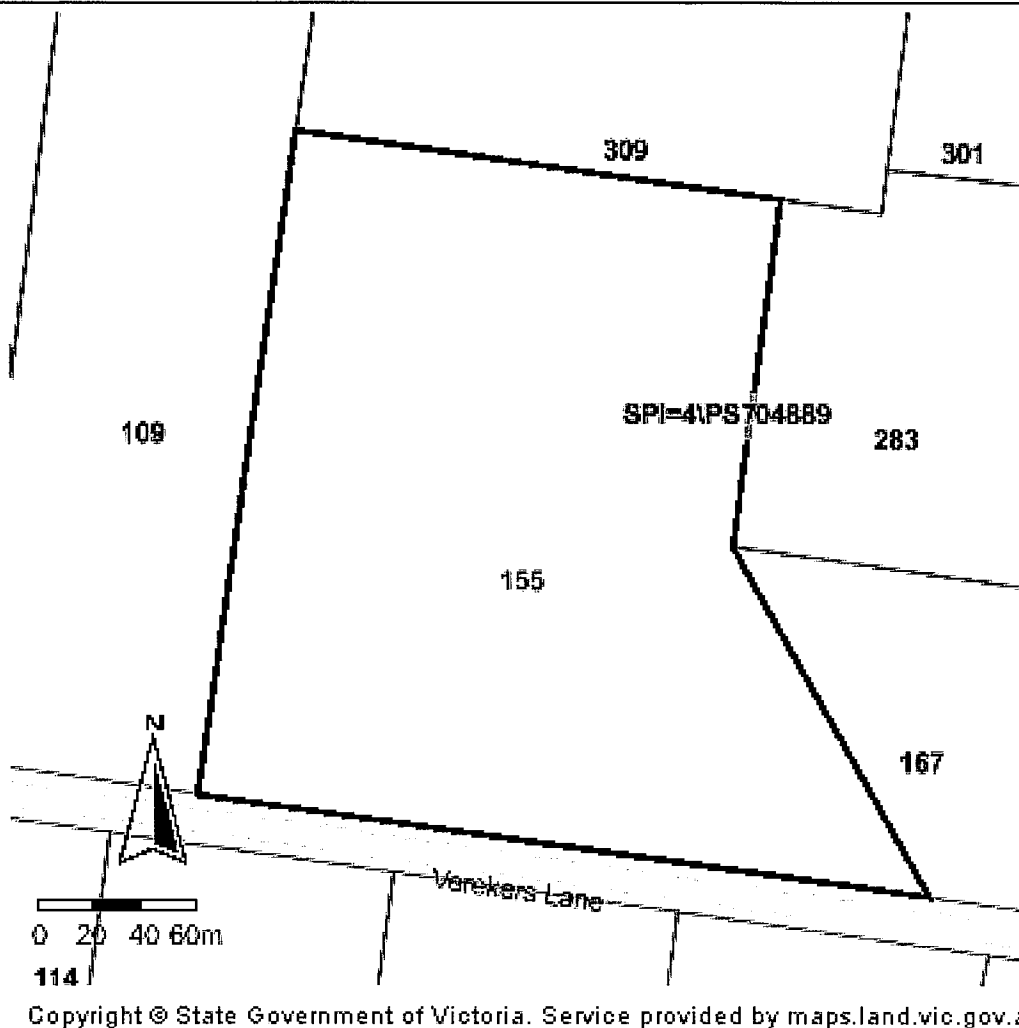 309
301
SPI=4\PS704889
109
283
155
N
167
Verekers Lane
0 20 40 60m
114
Copyright © State Government of Victoria. Service provided by maps.land.vic.gov.a